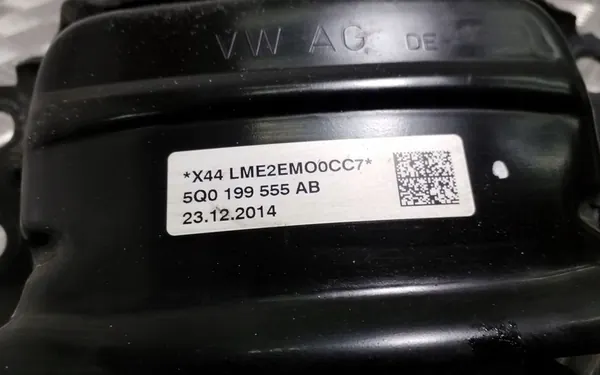 VW AG DE
*X44 LME2EMO0CC7*
5Q0 199 555 AB
23.12.2014